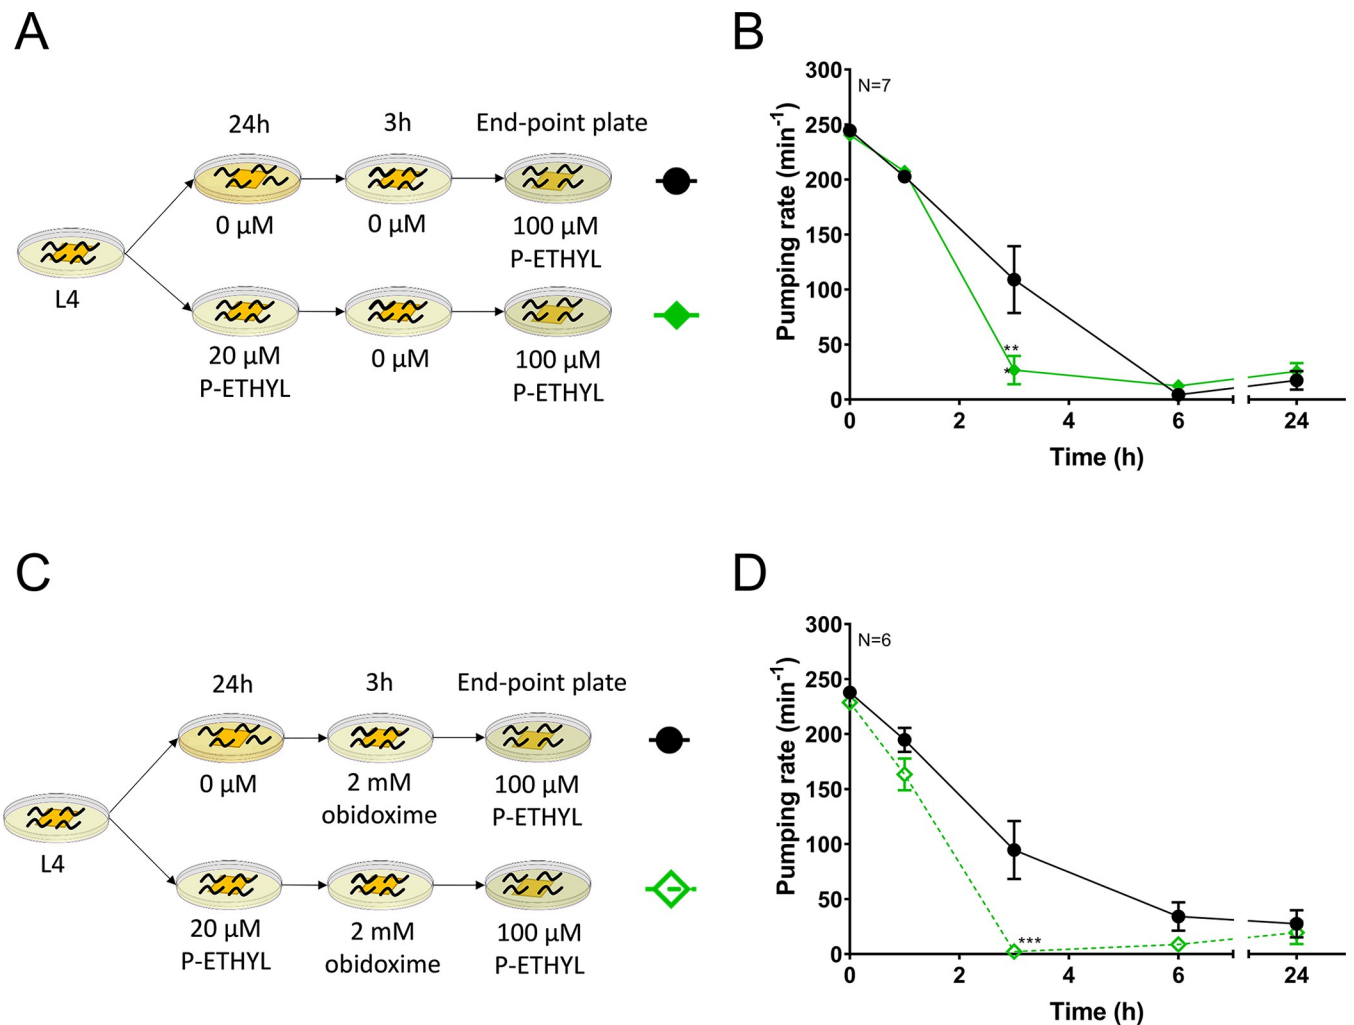 A
24h
3h
End-point plate
0 µM
0 µM
100 µM
P-ETHYL
L4
20 µM
P-ETHYL
0 µM
100 µM
P-ETHYL
B
N=7
Pumping rate (min-1)
300
250
200
150
100
50
0
**
*
0
2
4
6
24
Time (h)
C
24h
3h
End-point plate
0 µM
2 mM
obidoxime
100 µM
P-ETHYL
L4
20 µM
P-ETHYL
2 mM
obidoxime
100 µM
P-ETHYL
D
N=6
Pumping rate (min-1)
300
250
200
150
100
50
0
***
0
2
4
6
24
Time (h)